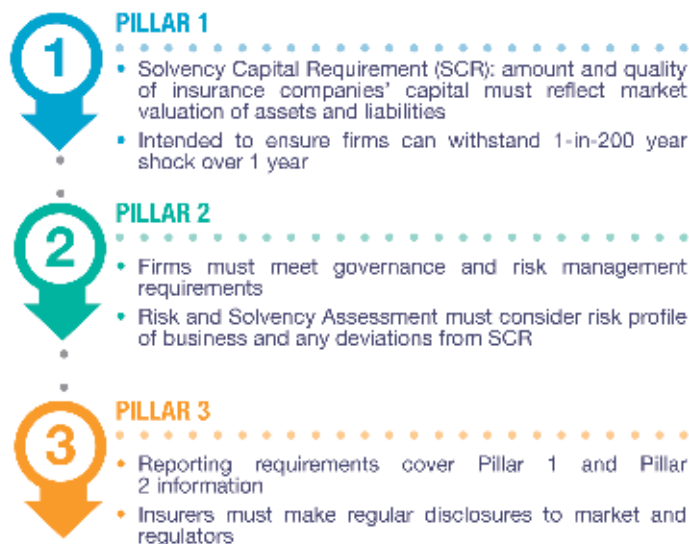 1
PILLAR 1
• Solvency Capital Requirement (SCR): amount and quality
of insurance companies' capital must reflect market
valuation of assets and liabilities
• Intended to ensure firms can withstand 1-in-200 year
shock over 1 year
2
PILLAR 2
• Firms must meet governance and risk management
requirements
• Risk and Solvency Assessment must consider risk profile
of business and any deviations from SCR
3
PILLAR 3
• Reporting requirements cover Pillar 1 and Pillar
2 information
• Insurers must make regular disclosures to market and
regulators